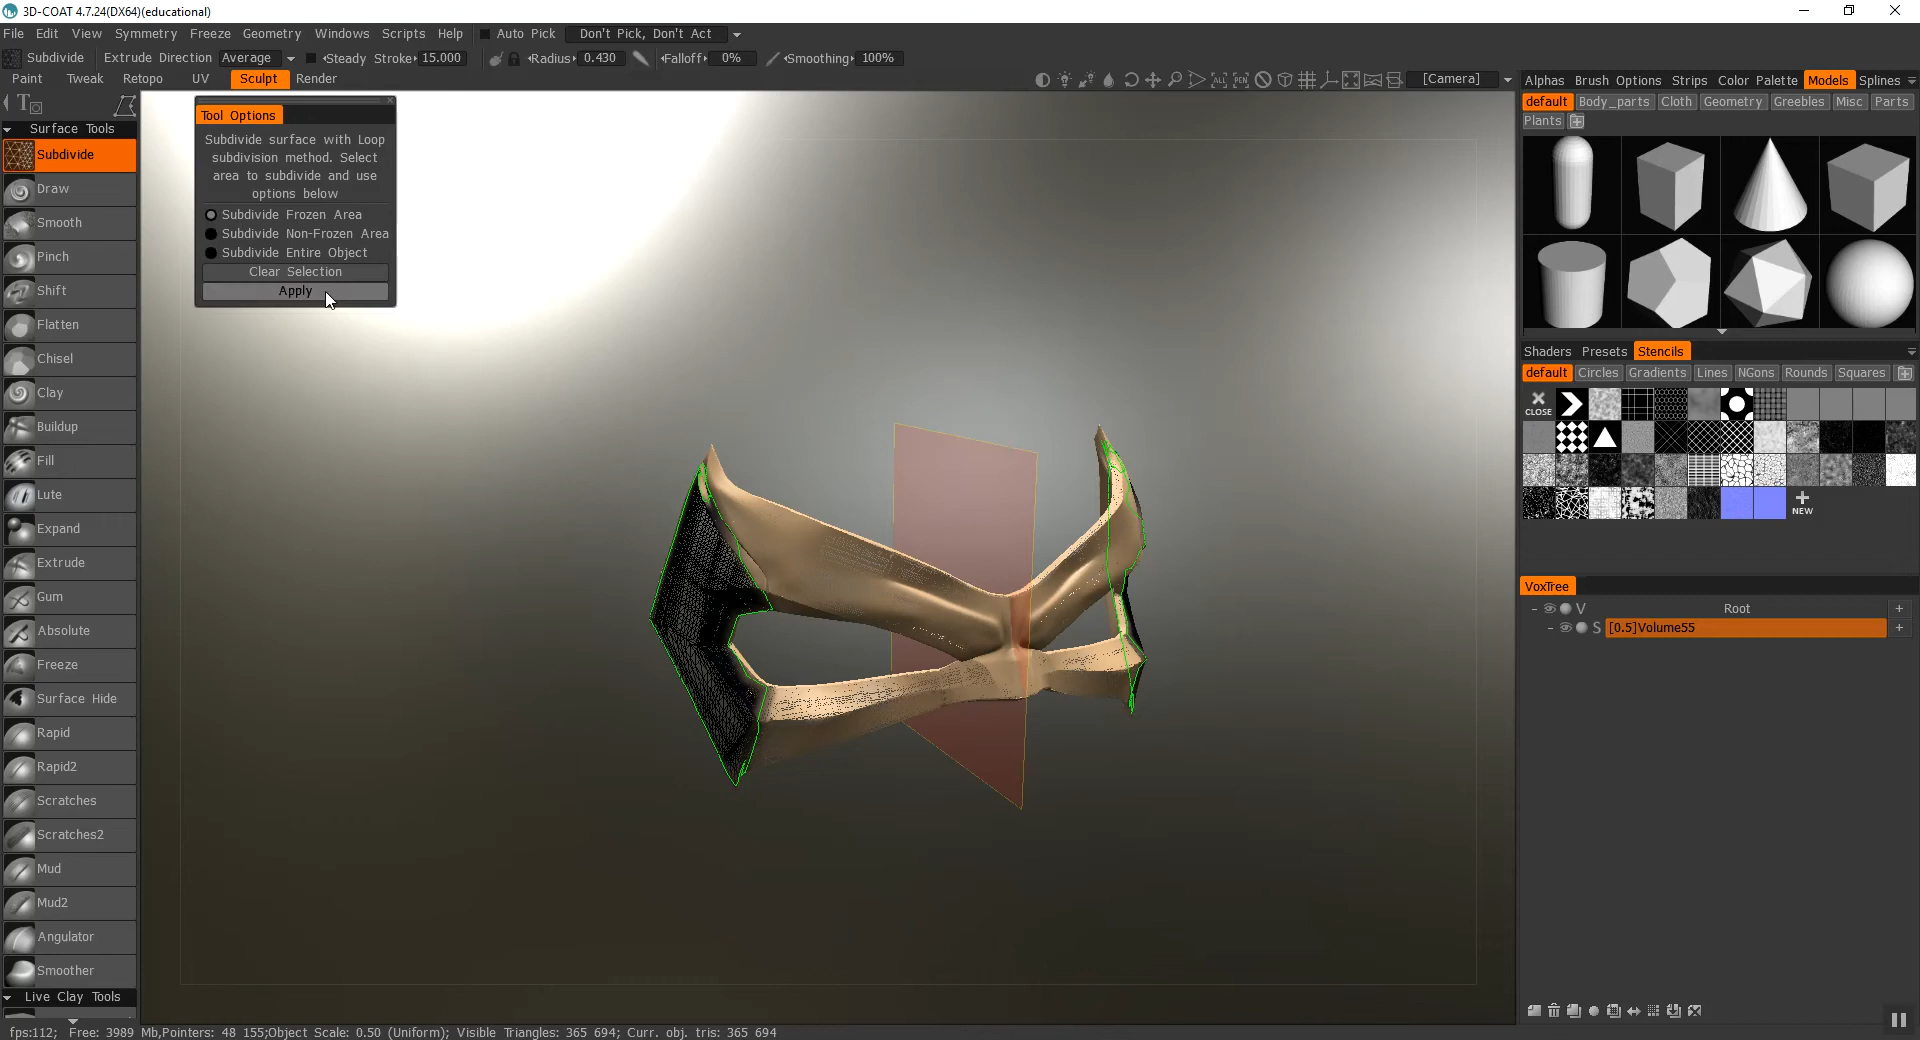 3D-COAT 4.7.24(DX64)(educational)
File Edit View Symmetry Freeze Geometry Windows Scripts Help Auto Pick Don't Pick, Don't Act
Subdivide Extrude Direction Average Steady Stroke 15.000 Radius 0.430 Falloff 0% Smoothing 100%
Paint Tweak Retopo UV Sculpt Render
ALL PEN
[Camera]
Alphas Brush Options Strips Color Palette Models Splines
default Body_parts Cloth Geometry Greebles Misc Parts
Plants
Surface Tools
Subdivide
Draw
Smooth
Pinch
Shift
Flatten
Chisel
Clay
Buildup
Fill
Lute
Expand
Extrude
Gum
Absolute
Freeze
Surface Hide
Rapid
Rapid2
Scratches
Scratches2
Mud
Mud2
Angulator
Smoother
Live Clay Tools
Tool Options
Subdivide surface with Loop
subdivision method. Select
area to subdivide and use
options below
Subdivide Frozen Area
Subdivide Non-Frozen Area
Subdivide Entire Object
Clear Selection
Apply
Shaders Presets Stencils
default Circles Gradients Lines NGons Rounds Squares
CLOSE
NEW
VoxTree
V Root +
S [0.5]Volume55 +
fps:112; Free: 3989 Mb,Pointers: 48 155;Object Scale: 0.50 (Uniform); Visible Triangles: 365 694; Curr. obj. tris: 365 694